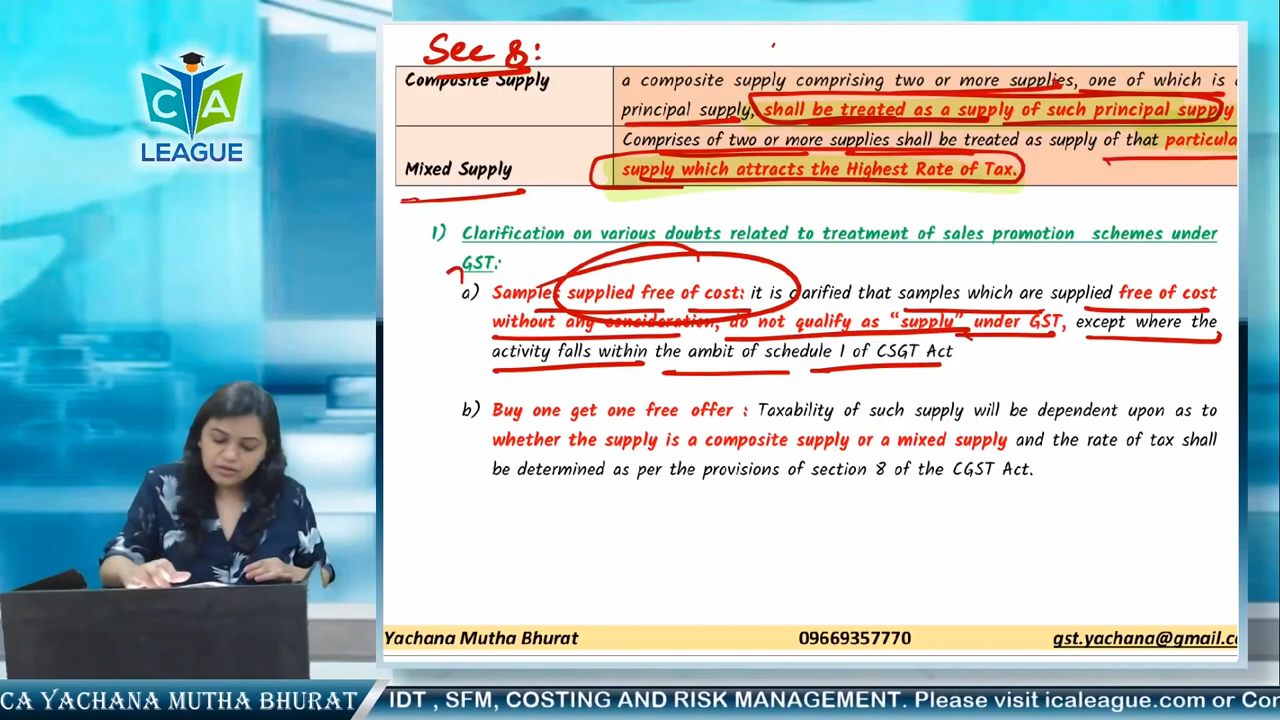 Sec 8:
Composite Supply
a composite supply comprising two or more supplies, one of which is
principal supply, shall be treated as a supply of such principal supply
Comprises of two or more supplies shall be treated as supply of that particula
Mixed Supply
supply which attracts the Highest Rate of Tax.
CA
LEAGUE
1) Clarification on various doubts related to treatment of sales promotion schemes under
GST:
a) Samples supplied free of cost: it is clarified that samples which are supplied free of cost
without any consideration, do not qualify as “supply” under GST, except where the
activity falls within the ambit of schedule 1 of CSGT Act
b) Buy one get one free offer : Taxability of such supply will be dependent upon as to
whether the supply is a composite supply or a mixed supply and the rate of tax shall
be determined as per the provisions of section 8 of the CGST Act.
Yachana Mutha Bhurat 09669357770 gst.yachana@gmail.c
CA YACHANA MUTHA BHURAT IDT , SFM, COSTING AND RISK MANAGEMENT. Please visit icaleague.com or Con